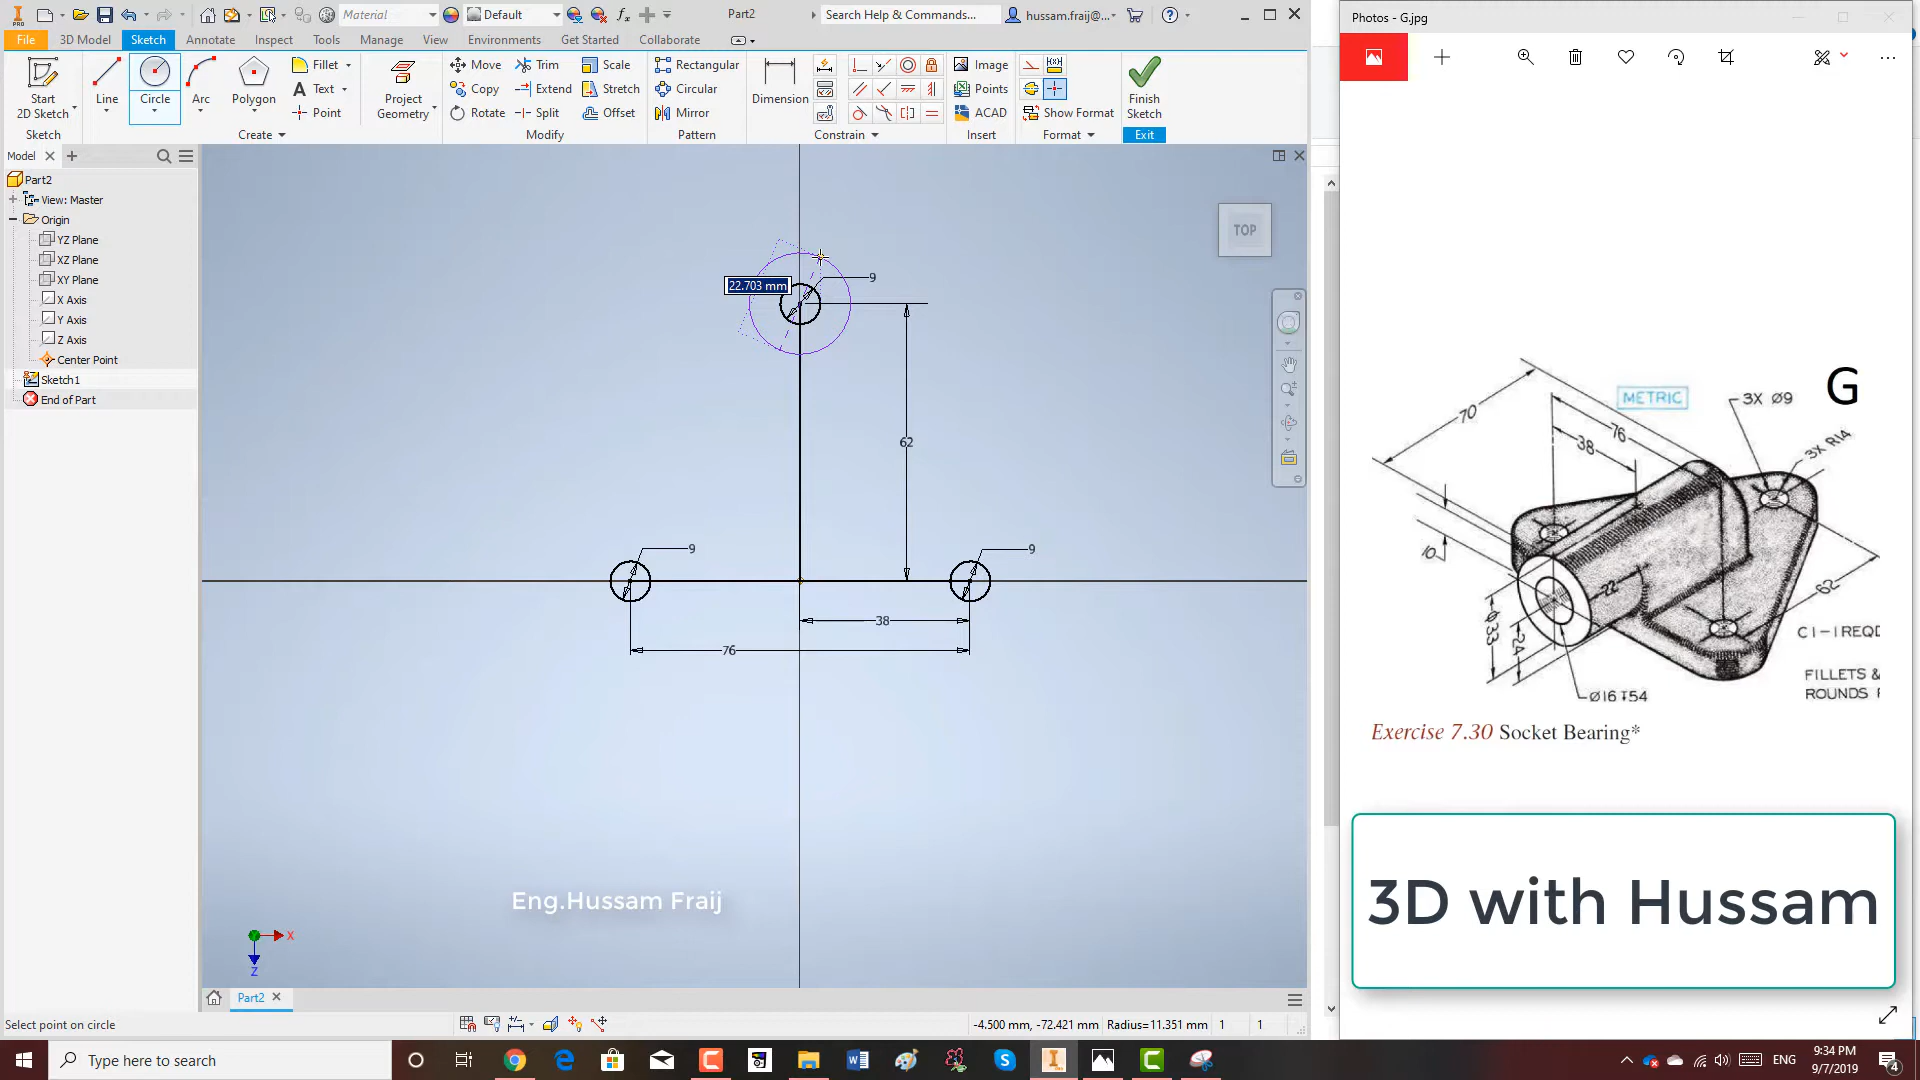 Material
Default
Part2
Search Help & Commands...
hussam.fraij@...
File
3D Model
Sketch
Annotate
Inspect
Tools
Manage
View
Environments
Get Started
Collaborate
Start
2D Sketch
Line
Circle
Arc
Polygon
Fillet
Text
Point
Project
Geometry
Move
Copy
Rotate
Trim
Extend
Split
Scale
Stretch
Offset
Rectangular
Circular
Mirror
Dimension
Image
Points
ACAD
Show Format
Finish
Sketch
Sketch
Create
Modify
Pattern
Constrain
Insert
Format
Exit
Model
Part2
View: Master
Origin
YZ Plane
XZ Plane
XY Plane
X Axis
Y Axis
Z Axis
Center Point
Sketch1
End of Part
TOP
22.703 mm
9
62
9
9
38
76
Eng.Hussam Fraij
X
Z
Part2
Select point on circle
-4.500 mm, -72.421 mm
Radius=11.351 mm
1
1
Photos - G.jpg
G
METRIC
3X Ø9
3X R14
70
76
38
10
22
62
Ø33
24
Ø16 ↧54
C I – I REQD
FILLETS &
ROUNDS
Exercise 7.30 Socket Bearing*
3D with Hussam
Type here to search
ENG
9:34 PM
9/7/2019
4